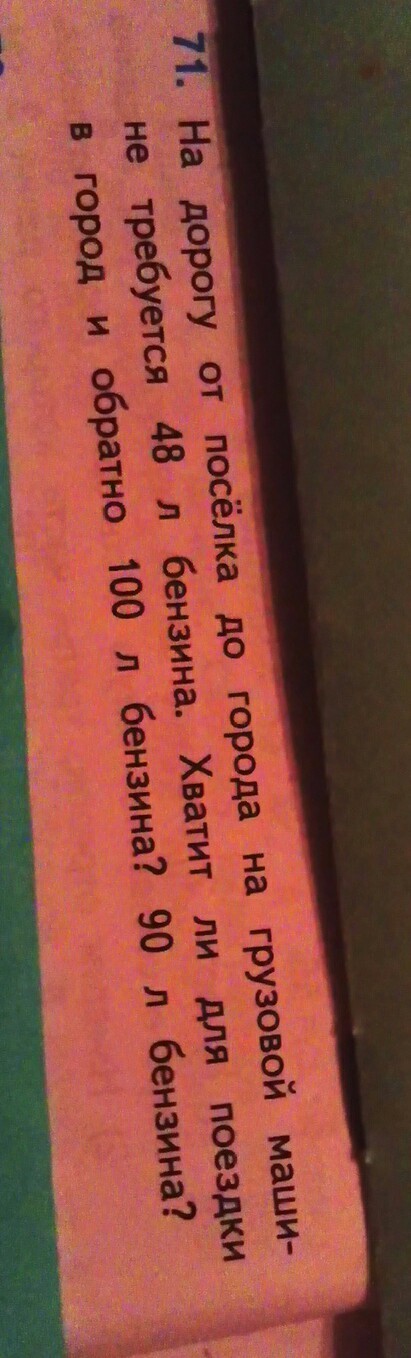 71. На дорогу от посёлка до города на грузовой маши-
не требуется 48 л бензина. Хватит ли для поездки
в город и обратно 100 л бензина? 90 л бензина?